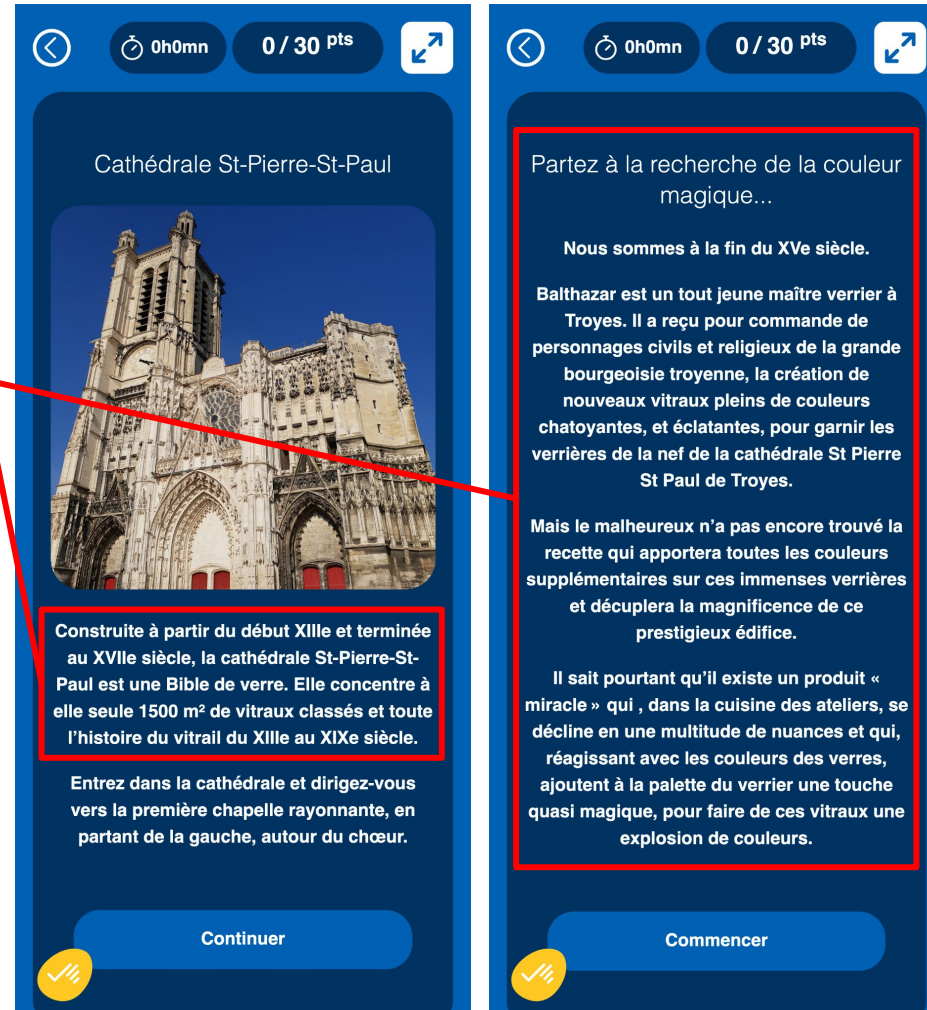 0h0mn
0 / 30 pts
Cathédrale St-Pierre-St-Paul
Construite à partir du début XIIIe et terminée
au XVIIe siècle, la cathédrale St-Pierre-St-
Paul est une Bible de verre. Elle concentre à
elle seule 1500 m² de vitraux classés et toute
l'histoire du vitrail du XIIIe au XIXe siècle.
Entrez dans la cathédrale et dirigez-vous
vers la première chapelle rayonnante, en
partant de la gauche, autour du chœur.
Continuer
0h0mn
0 / 30 pts
Partez à la recherche de la couleur
magique...
Nous sommes à la fin du XVe siècle.
Balthazar est un tout jeune maître verrier à
Troyes. Il a reçu pour commande de
personnages civils et religieux de la grande
bourgeoisie troyenne, la création de
nouveaux vitraux pleins de couleurs
chatoyantes, et éclatantes, pour garnir les
verrières de la nef de la cathédrale St Pierre
St Paul de Troyes.
Mais le malheureux n'a pas encore trouvé la
recette qui apportera toutes les couleurs
supplémentaires sur ces immenses verrières
et décuplera la magnificence de ce
prestigieux édifice.
Il sait pourtant qu'il existe un produit «
miracle » qui , dans la cuisine des ateliers, se
décline en une multitude de nuances et qui,
réagissant avec les couleurs des verres,
ajoutent à la palette du verrier une touche
quasi magique, pour faire de ces vitraux une
explosion de couleurs.
Commencer